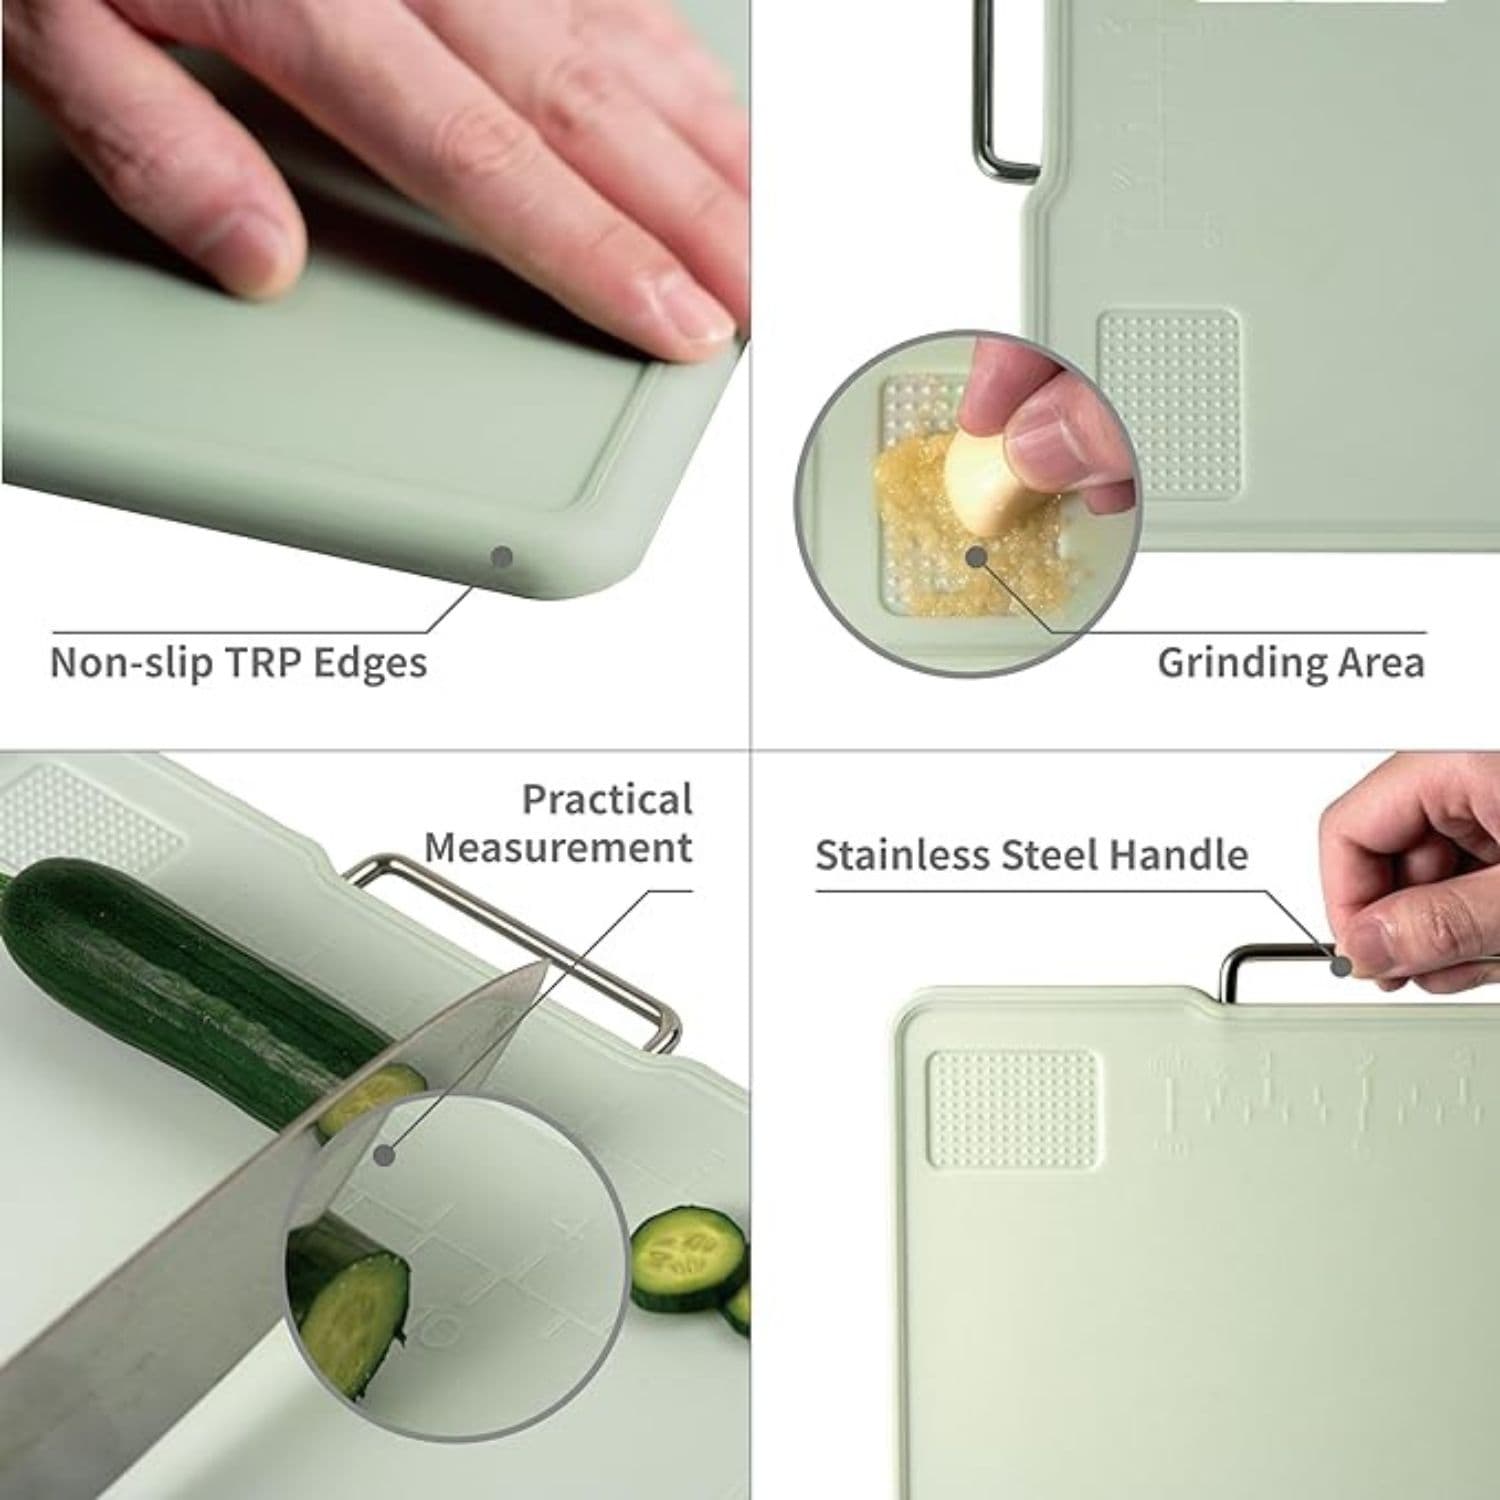 Non-slip TRP Edges
Grinding Area
Practical
Measurement
Stainless Steel Handle